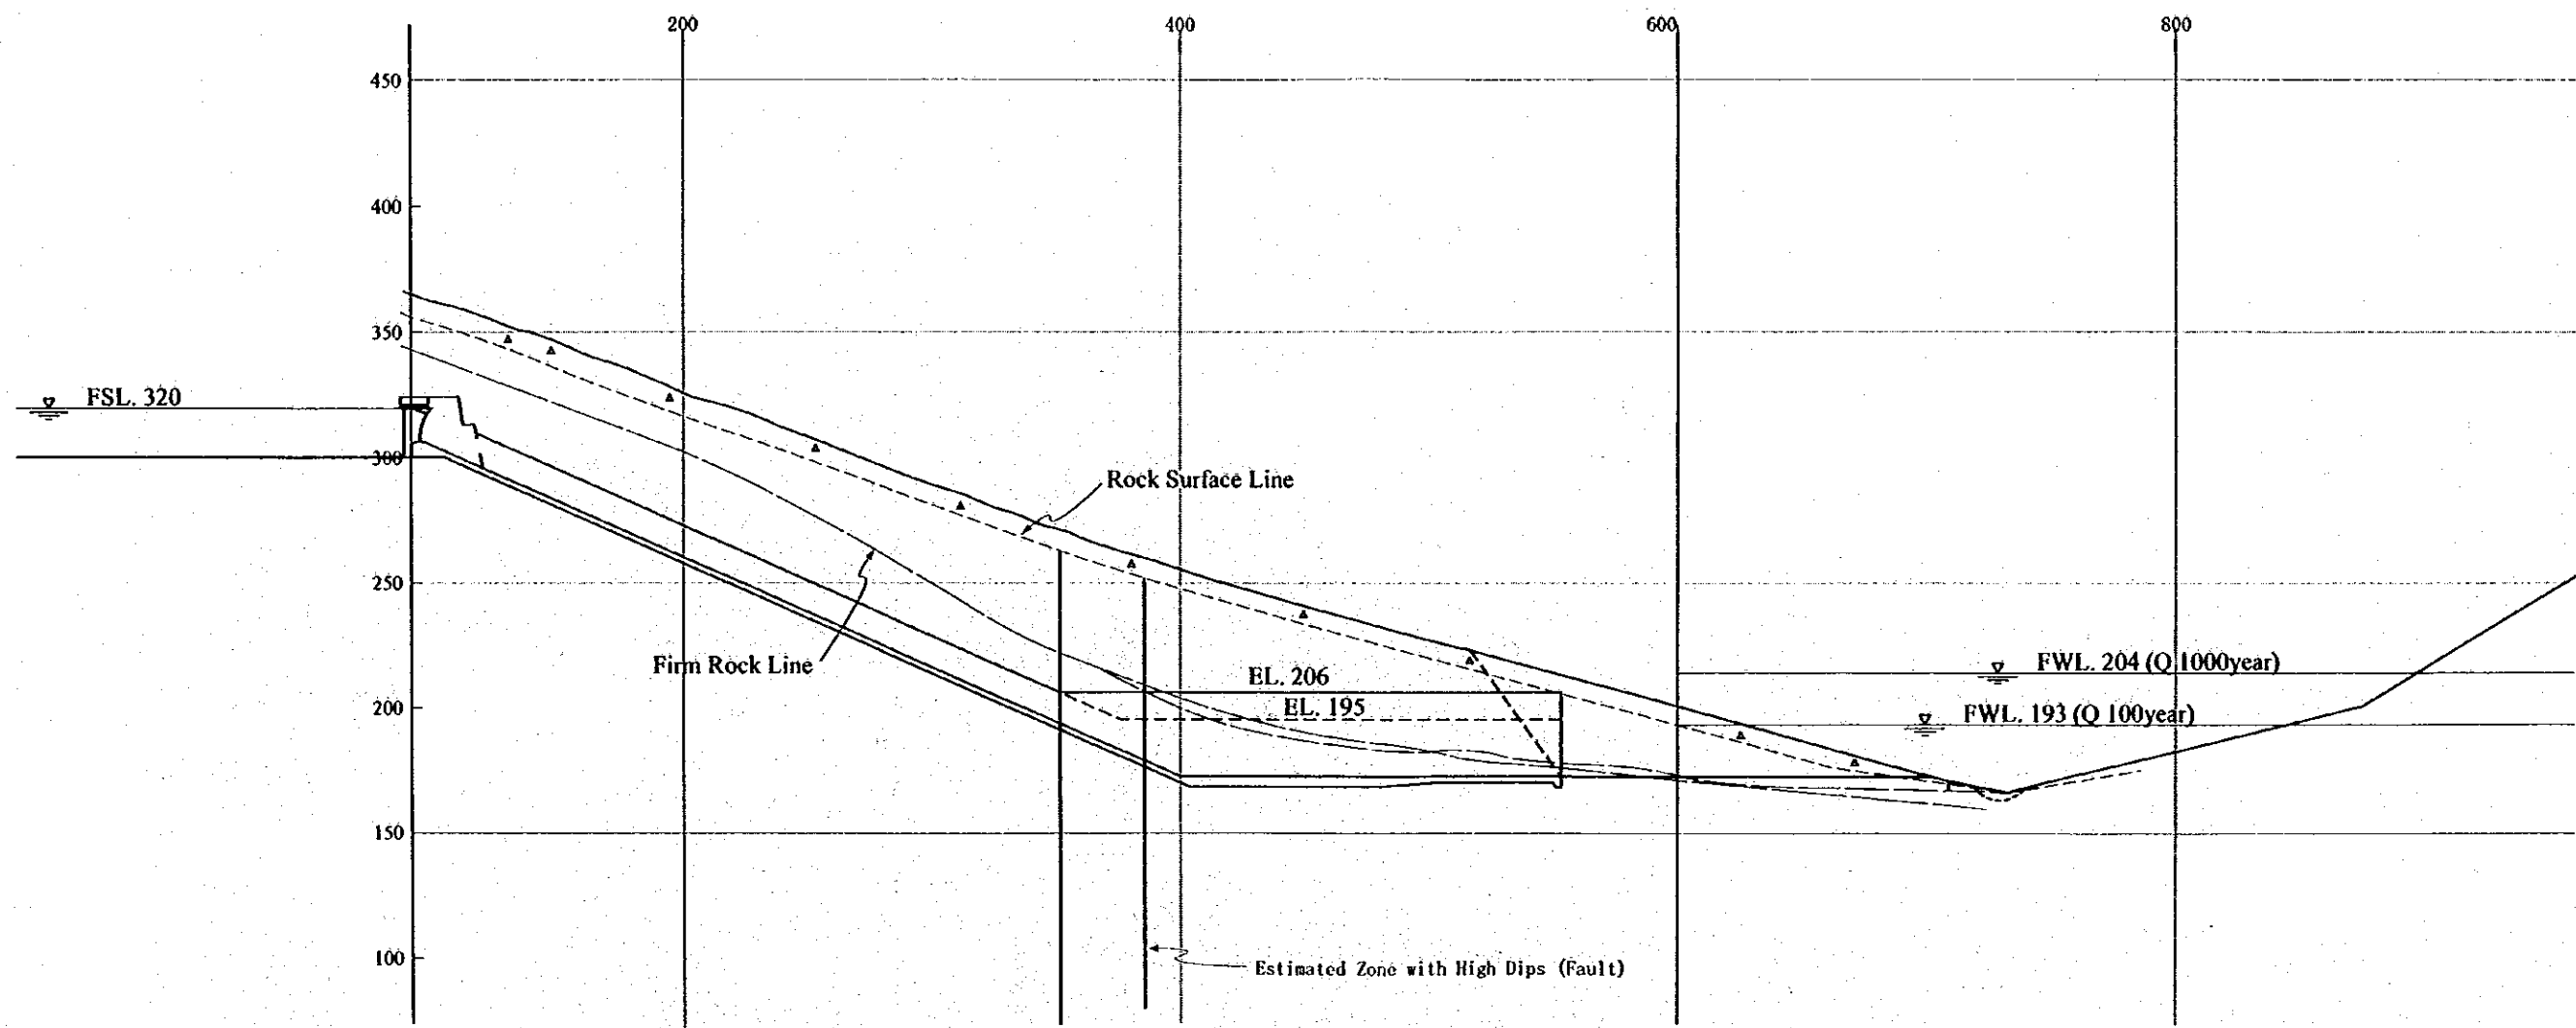 200 400 600 800
450
400
350
FSL. 320
300
Rock Surface Line
250
Firm Rock Line
EL. 206
FWL. 204 (Q 1000year)
200
EL. 195
FWL. 193 (Q 100year)
150
100
Estimated Zone with High Dips (Fault)